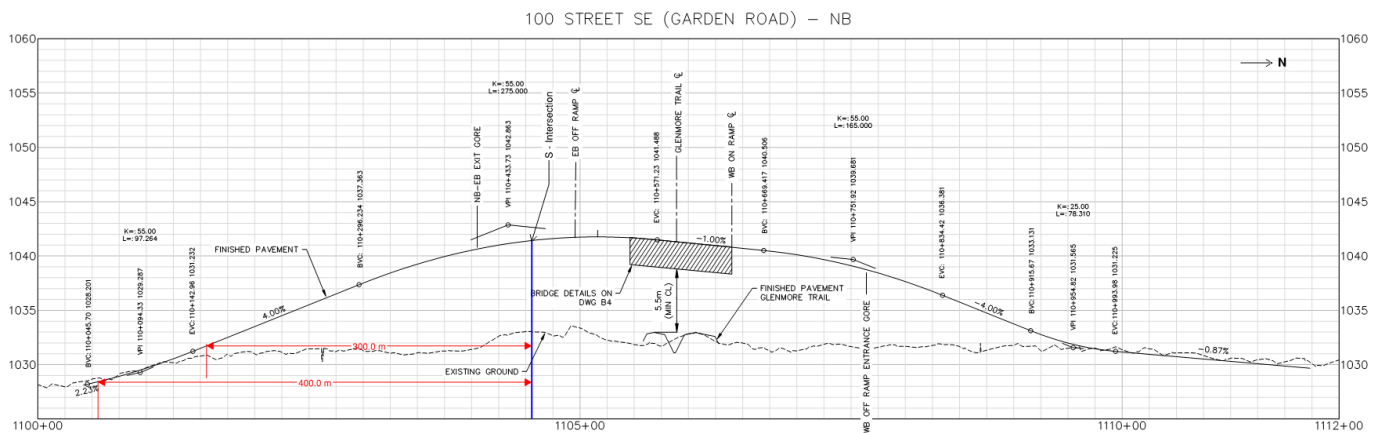 100 STREET SE (GARDEN ROAD) – NB
1060
1055
1050
1045
1040
1035
1030
1060
1055
1050
1045
1040
1035
1030
N
K=:55.00
L=:97.264
BVC: 110+045.70 1028.201
VPI 110+094.33 1029.287
EVC: 110+142.96 1031.232
2.23%
FINISHED PAVEMENT
4.00%
BVC: 110+296.234 1037.363
NB-EB EXIT GORE
K=:55.00
L=:275.000
VPI 110+433.73 1042.863
S - Intersection
EB OFF RAMP ℄
BRIDGE DETAILS ON
DWG B4
EVC: 110+571.23 1041.488
GLENMORE TRAIL ℄
5.5m
(MIN CL)
-1.00%
WB ON RAMP ℄
FINISHED PAVEMENT
GLENMORE TRAIL
BVC: 110+669.417 1040.506
K=:55.00
L=:165.000
VPI 110+751.92 1039.681
WB OFF RAMP ENTRANCE GORE
EVC: 110+834.42 1036.381
-4.00%
BVC: 110+915.67 1033.131
K=:25.00
L=:78.310
VPI 110+954.82 1031.565
EVC: 110+993.98 1031.225
-0.87%
300.0 m
400.0 m
EXISTING GROUND
1100+00
1105+00
1110+00
1112+00